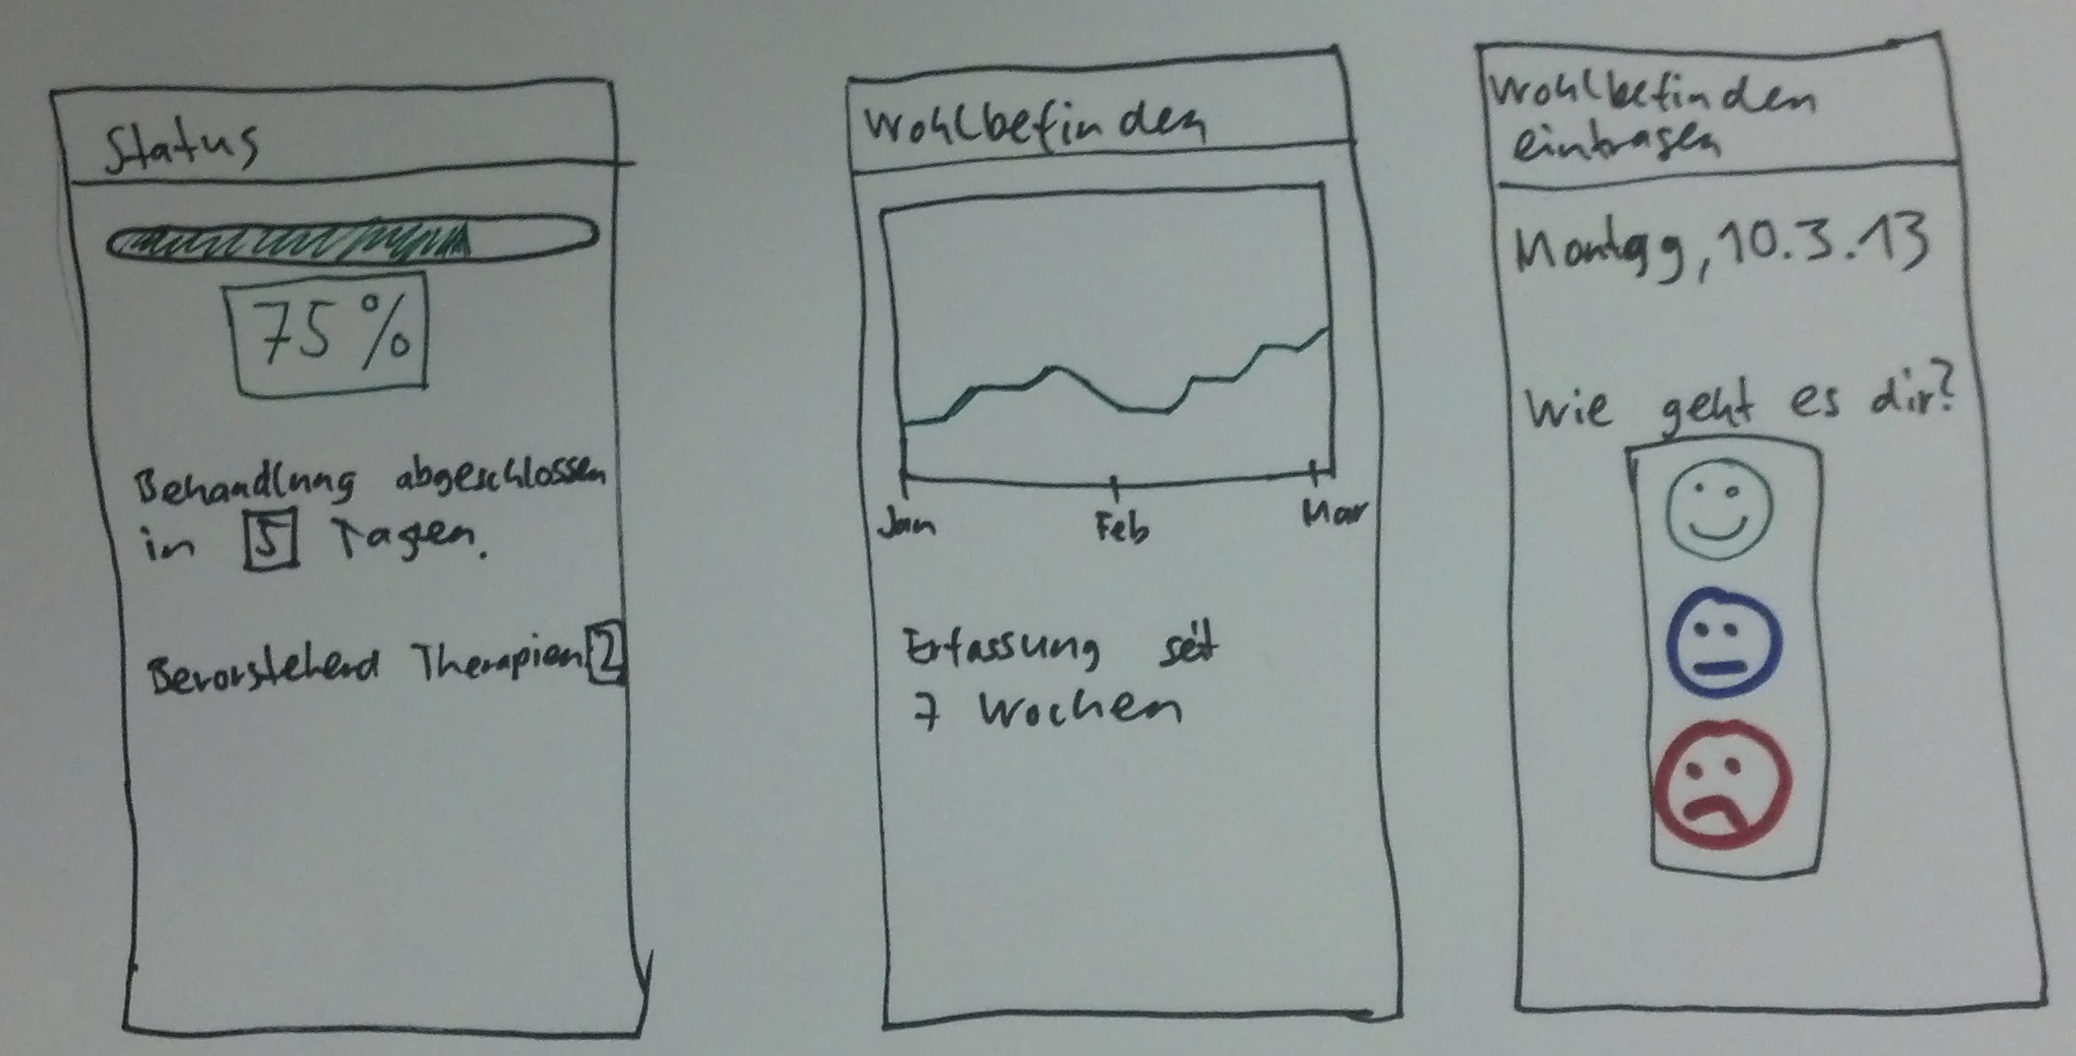 Status
75%
Behandlung abgeschlossen
in 5 Tagen.
Bevorstehend Therapien 2
Wohlbefinden
Jan Feb Mar
Erfassung seit
7 Wochen
Wohlbefinden
eintragen
Montag, 10.3.13
Wie geht es dir?